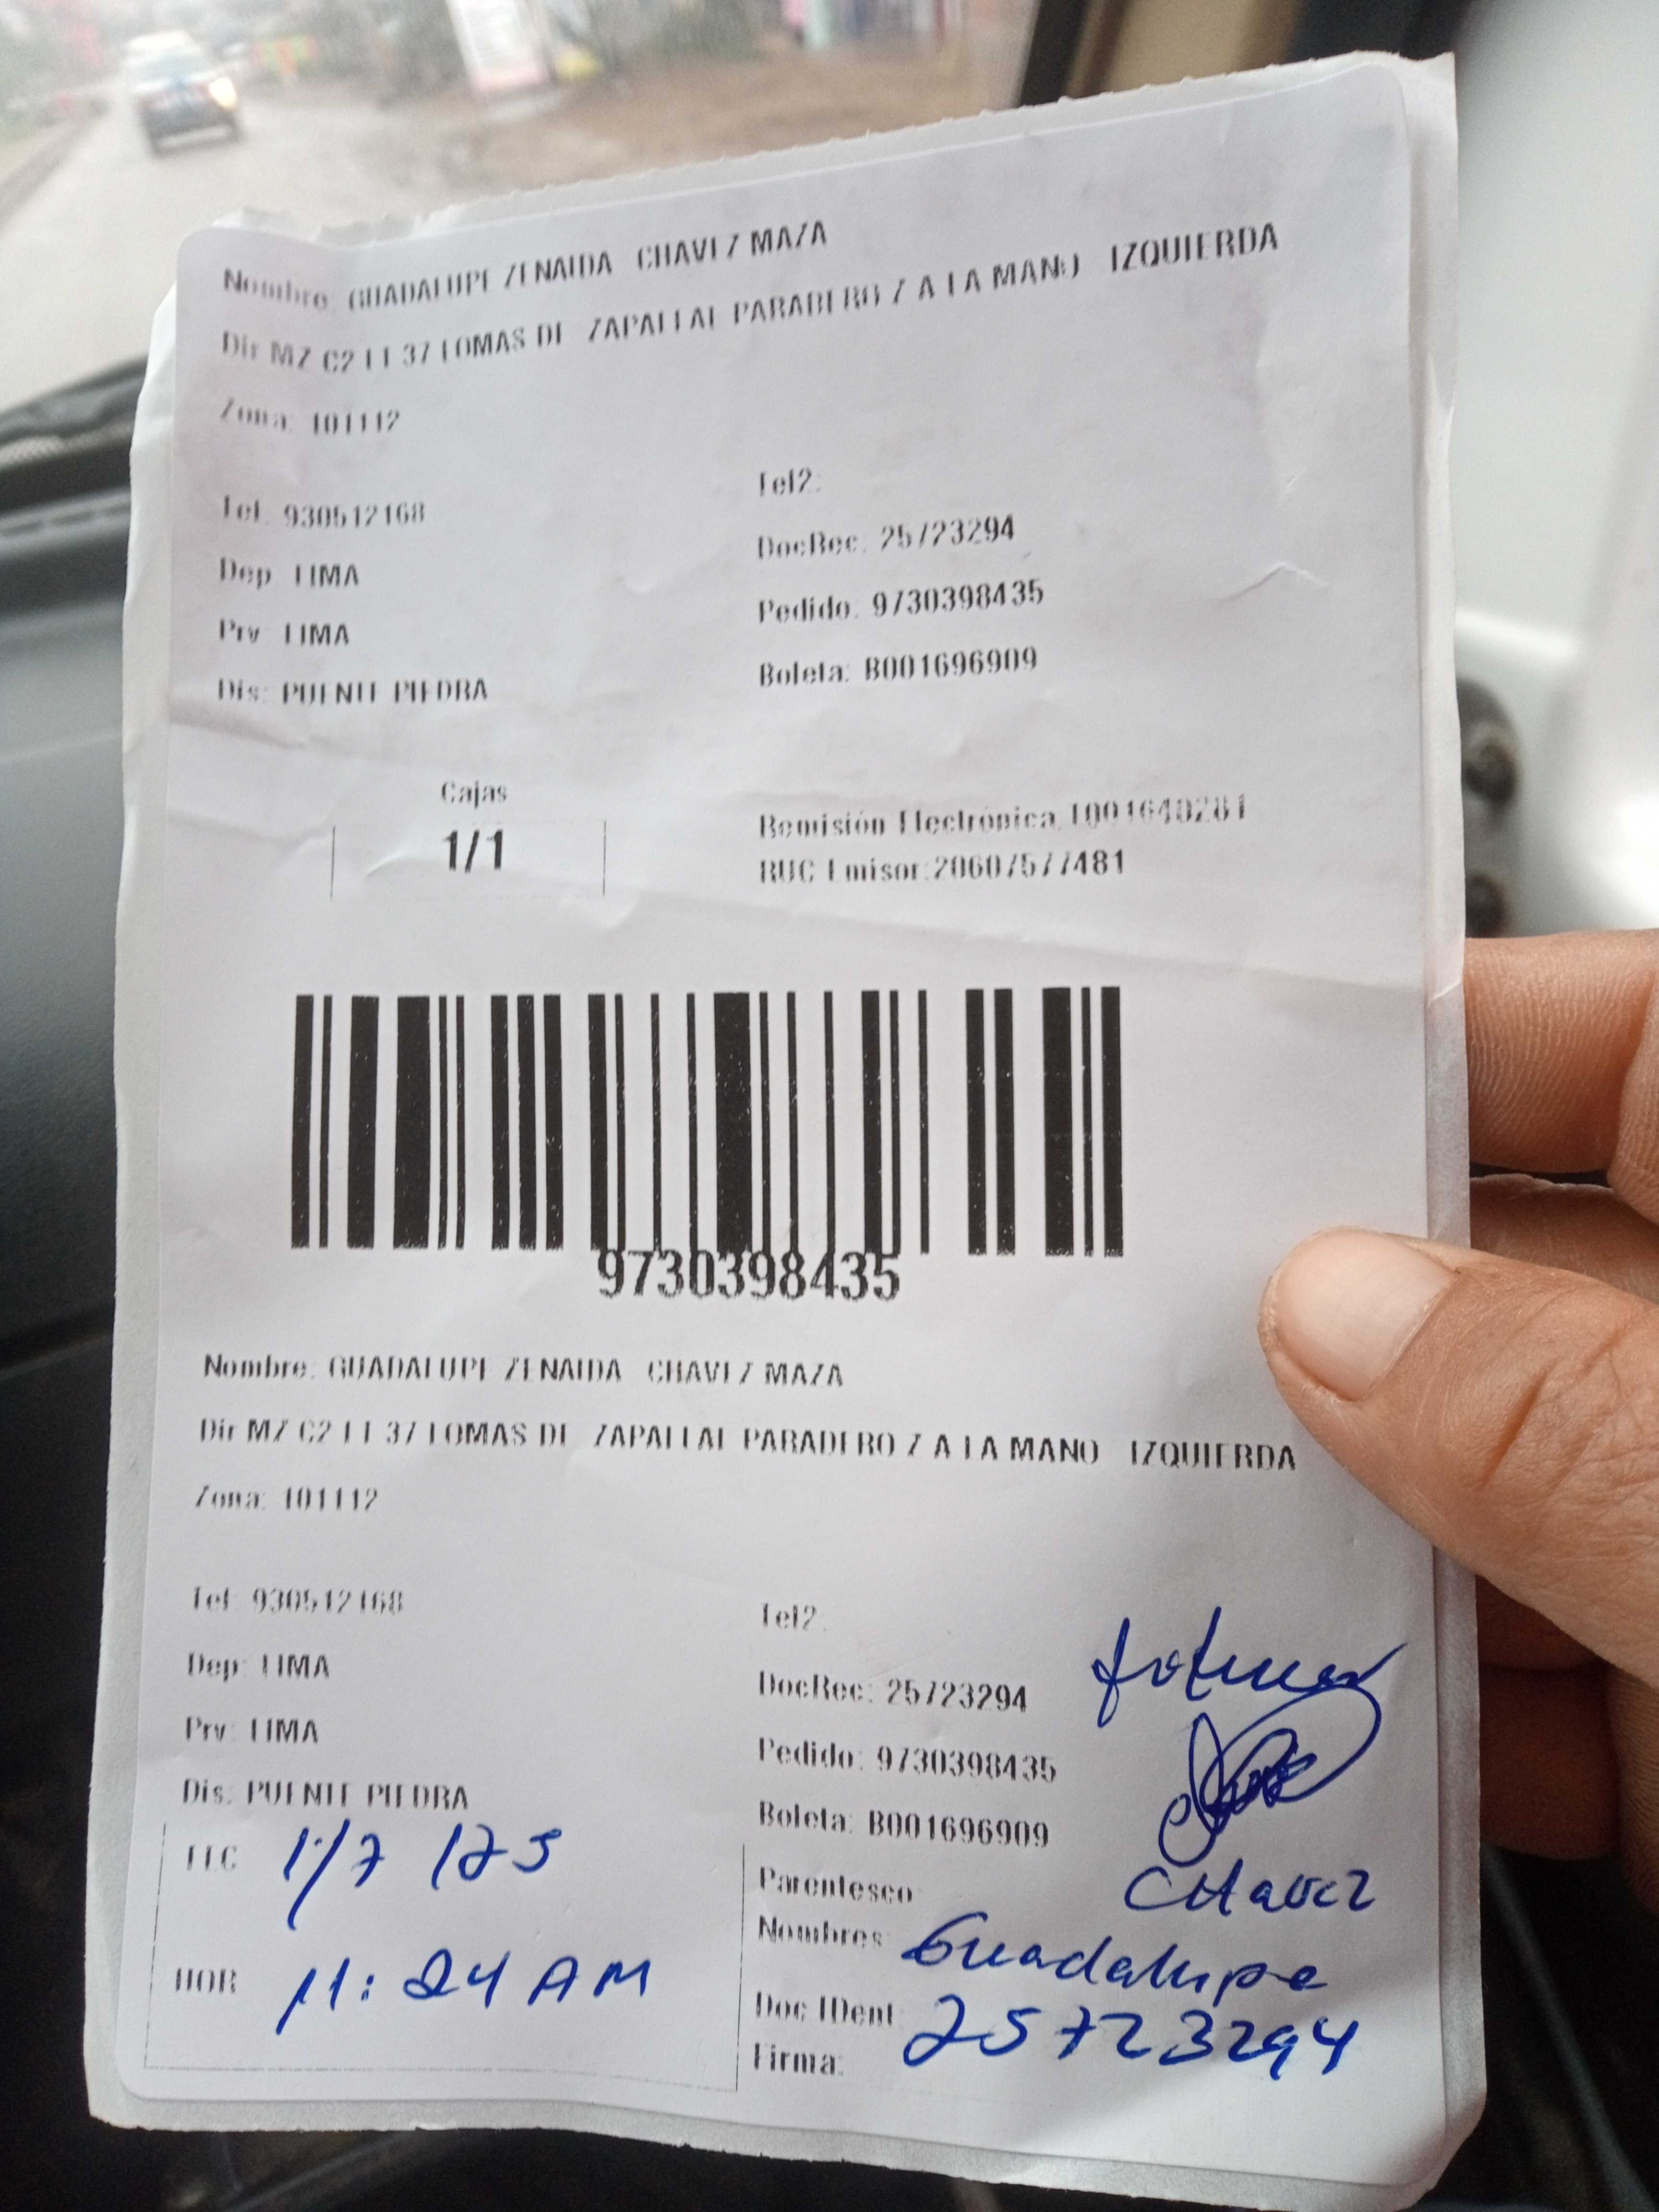 Nombre: GUADALUPE ZENAIDA CHAVEZ MAZA
Dir MZ C2 LT 37 LOMAS DE ZAPALLAL PARADERO 7 A LA MANO IZQUIERDA
Zona: 101112
Tel: 930512168
Tel2:
Dep: LIMA
DocRec: 25723294
Prv: LIMA
Pedido: 9730398435
Dis: PUENTE PIEDRA
Boleta: B001696909
Cajas
1/1
Remisión Electrónica: T001640281
RUC Emisor:20607577481
9730398435
Nombre: GUADALUPE ZENAIDA CHAVEZ MAZA
Dir MZ C2 LT 37 LOMAS DE ZAPALLAL PARADERO 7 A LA MANO IZQUIERDA
Zona: 101112
Tel: 930512168
Tel2:
Dep: LIMA
DocRec: 25723294
Prv: LIMA
Pedido: 9730398435
Dis: PUENTE PIEDRA
Boleta: B001696909
FEC 1/7/25
Parentesco
Chavez
Nombres Guadalupe
HOR 11:24 AM
Doc IDent 25723294
Firma: